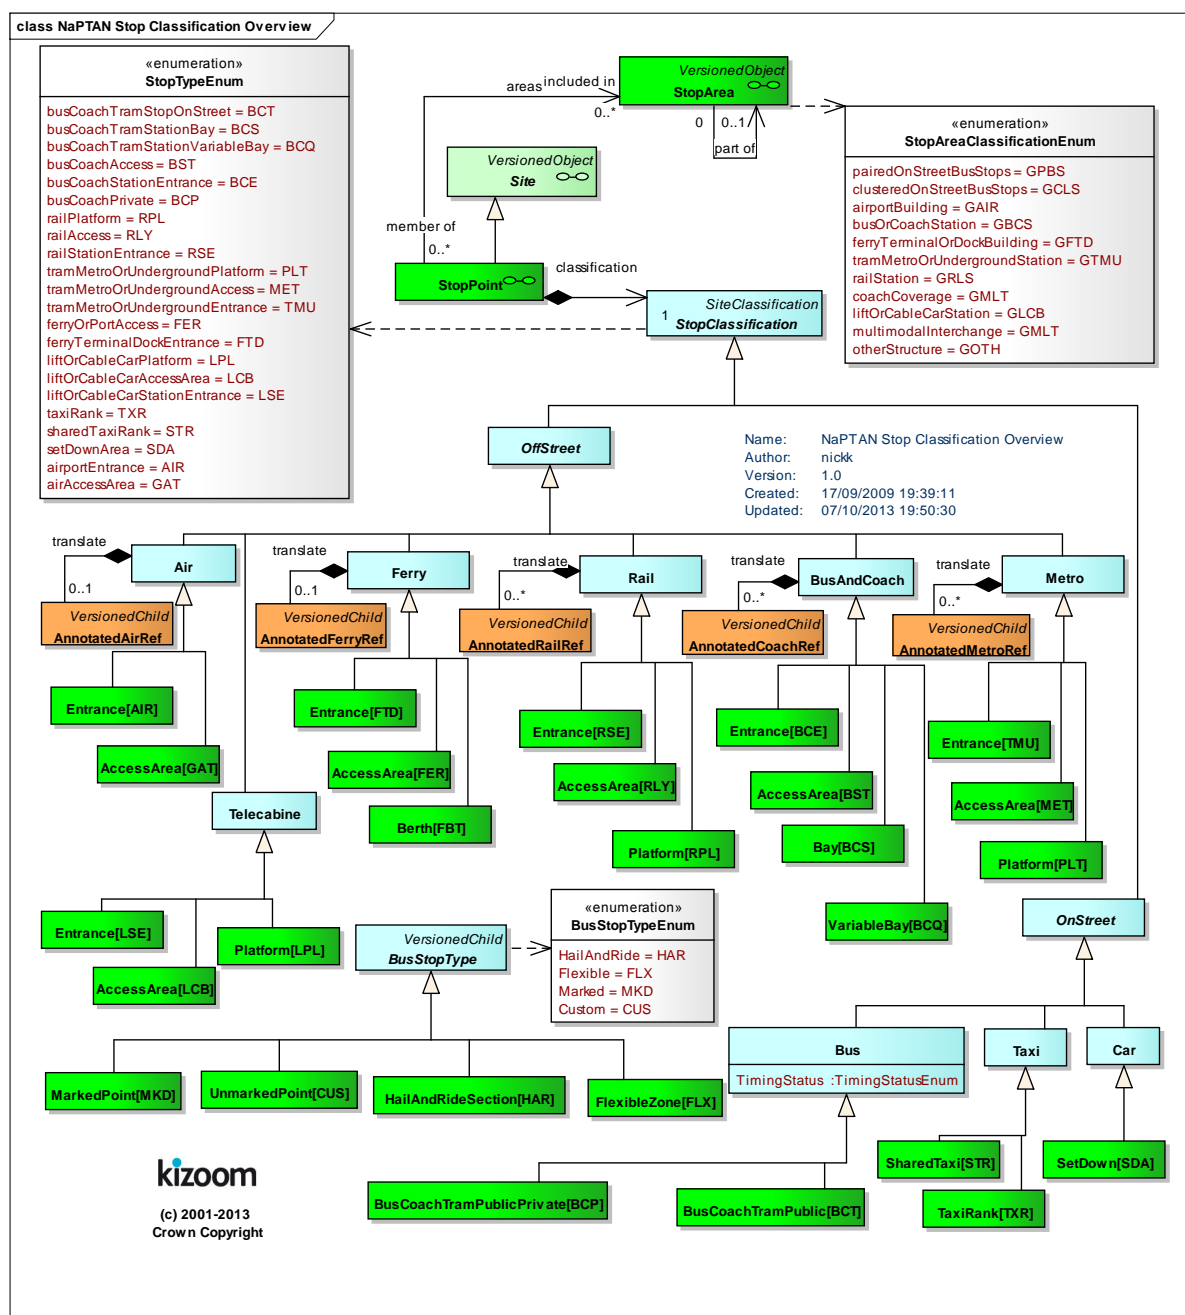 class NaPTAN Stop Classification Overview
«enumeration»
StopTypeEnum
busCoachTramStopOnStreet = BCT
busCoachTramStationBay = BCS
busCoachTramStationVariableBay = BCQ
busCoachAccess = BST
busCoachStationEntrance = BCE
busCoachPrivate = BCP
railPlatform = RPL
railAccess = RLY
railStationEntrance = RSE
tramMetroOrUndergroundPlatform = PLT
tramMetroOrUndergroundAccess = MET
tramMetroOrUndergroundEntrance = TMU
ferryOrPortAccess = FER
ferryTerminalDockEntrance = FTD
liftOrCableCarPlatform = LPL
liftOrCableCarAccessArea = LCB
liftOrCableCarStationEntrance = LSE
taxiRank = TXR
sharedTaxiRank = STR
setDownArea = SDA
airportEntrance = AIR
airAccessArea = GAT
areas
included in
0..*
VersionedObject
StopArea
0
0..1
part of
«enumeration»
StopAreaClassificationEnum
pairedOnStreetBusStops = GPBS
clusteredOnStreetBusStops = GCLS
airportBuilding = GAIR
busOrCoachStation = GBCS
ferryTerminalOrDockBuilding = GFTD
tramMetroOrUndergroundStation = GTMU
railStation = GRLS
coachCoverage = GMLT
liftOrCableCarStation = GLCB
multimodalInterchange = GMLT
otherStructure = GOTH
VersionedObject
Site
member of
0..*
StopPoint
classification
1
SiteClassification
StopClassification
OffStreet
Name: NaPTAN Stop Classification Overview
Author: nickk
Version: 1.0
Created: 17/09/2009 19:39:11
Updated: 07/10/2013 19:50:30
translate
Air
0..1
VersionedChild
AnnotatedAirRef
Entrance[AIR]
AccessArea[GAT]
translate
Ferry
0..1
VersionedChild
AnnotatedFerryRef
Entrance[FTD]
AccessArea[FER]
Berth[FBT]
translate
Rail
0..*
VersionedChild
AnnotatedRailRef
Entrance[RSE]
AccessArea[RLY]
Platform[RPL]
translate
BusAndCoach
0..*
VersionedChild
AnnotatedCoachRef
Entrance[BCE]
AccessArea[BST
Bay[BCS]
VariableBay[BCQ]
translate
Metro
0..*
VersionedChild
AnnotatedMetroRef
Entrance[TMU]
AccessArea[MET]
Platform[PLT]
Telecabine
Entrance[LSE]
AccessArea[LCB]
Platform[LPL]
VersionedChild
BusStopType
«enumeration»
BusStopTypeEnum
HailAndRide = HAR
Flexible = FLX
Marked = MKD
Custom = CUS
MarkedPoint[MKD]
UnmarkedPoint[CUS]
HailAndRideSection[HAR]
FlexibleZone[FLX]
OnStreet
Bus
TimingStatus :TimingStatusEnum
Taxi
Car
BusCoachTramPublicPrivate[BCP]
BusCoachTramPublic[BCT]
SharedTaxi[STR]
TaxiRank[TXR]
SetDown[SDA]
kizoom
(c) 2001-2013
Crown Copyright